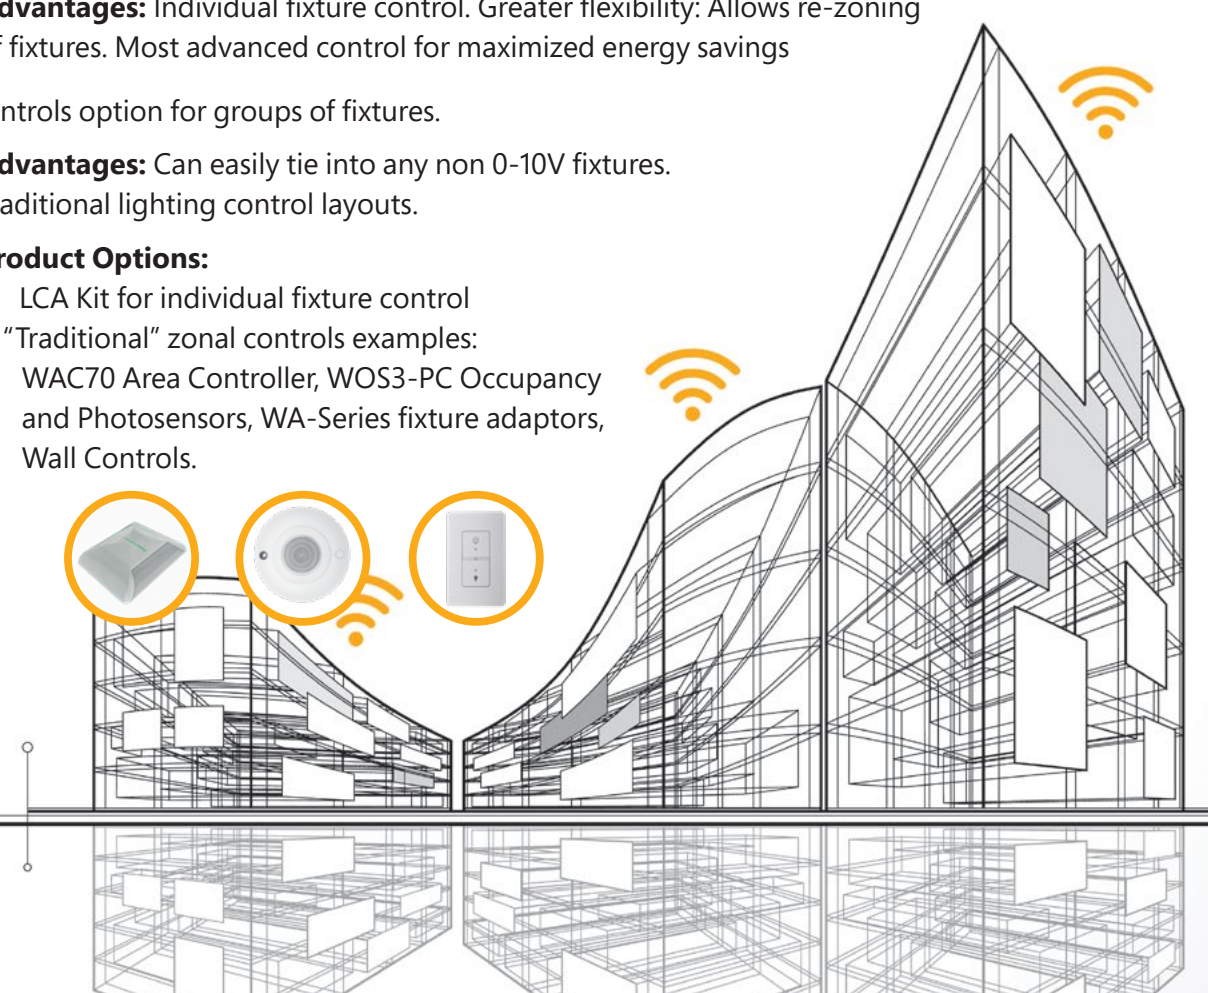 dvantages: Individual fixture control. Greater flexibility: Allows re-zoning
f fixtures. Most advanced control for maximized energy savings
ntrols option for groups of fixtures.
dvantages: Can easily tie into any non 0-10V fixtures.
aditional lighting control layouts.
roduct Options:
LCA Kit for individual fixture control
“Traditional” zonal controls examples:
WAC70 Area Controller, WOS3-PC Occupancy
and Photosensors, WA-Series fixture adaptors,
Wall Controls.